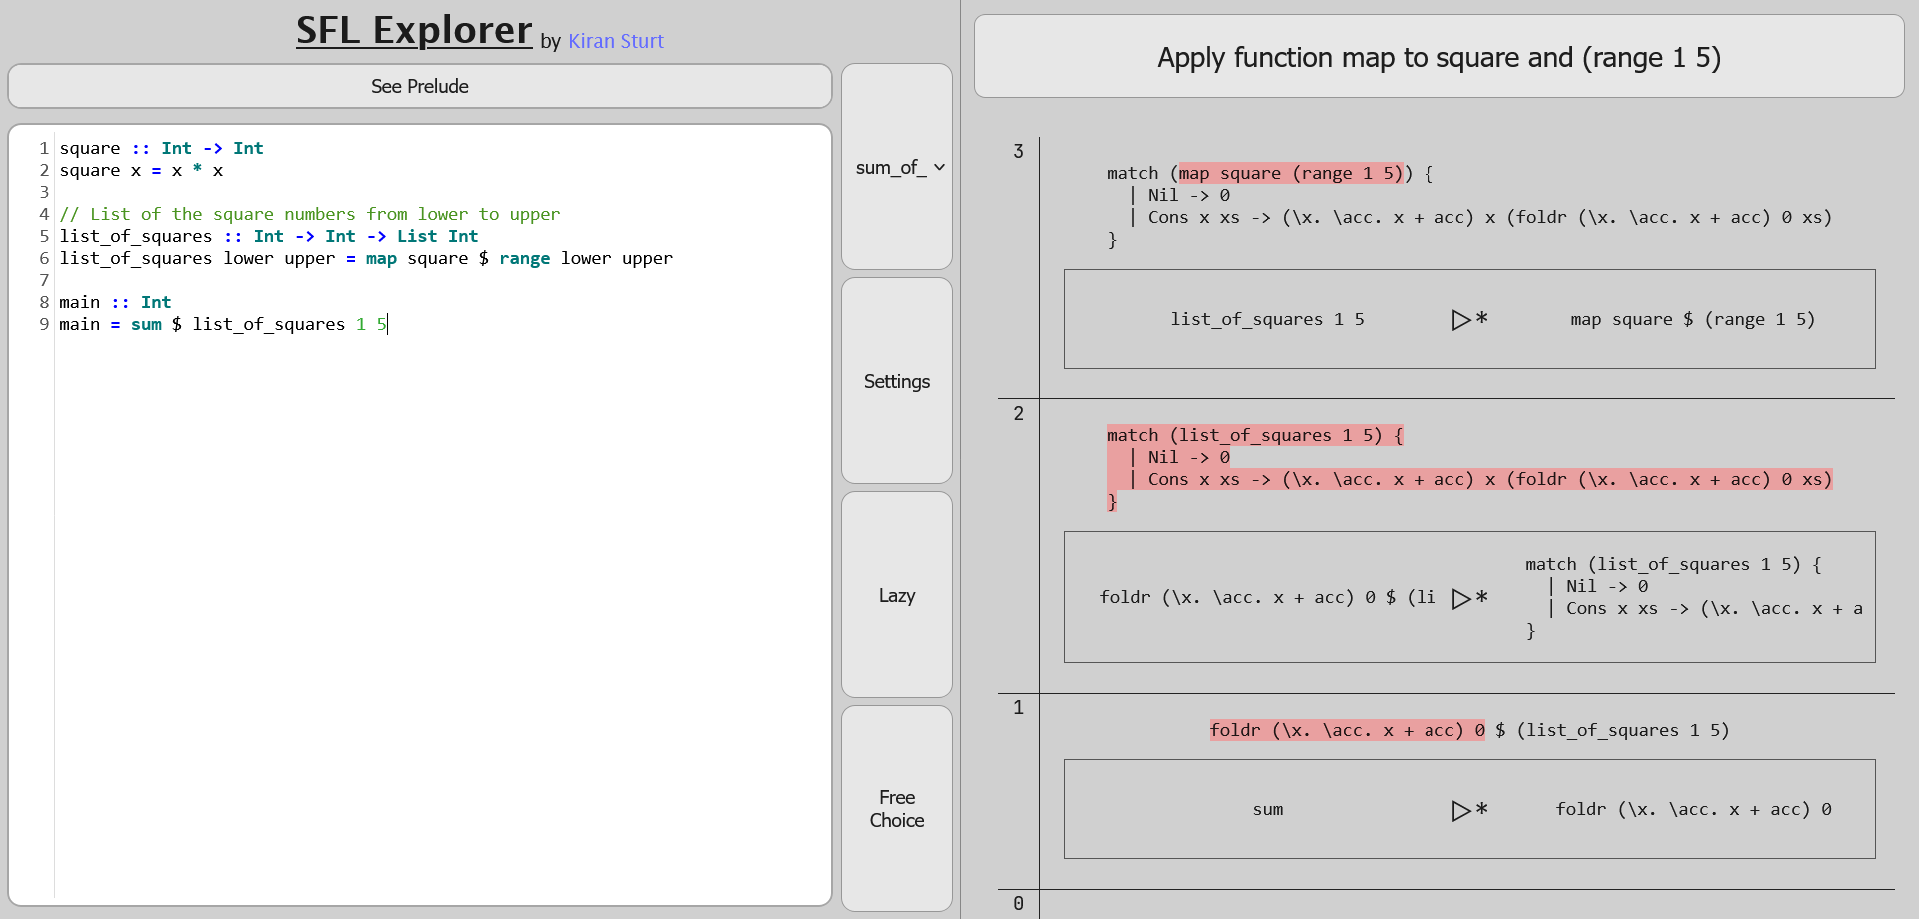 SFL Explorer by Kiran Sturt
See Prelude
1 square :: Int -> Int
2 square x = x * x
3
4 // List of the square numbers from lower to upper
5 list_of_squares :: Int -> Int -> List Int
6 list_of_squares lower upper = map square $ range lower upper
7
8 main :: Int
9 main = sum $ list_of_squares 1 5
sum_of_
Settings
Lazy
Free
Choice
Apply function map to square and (range 1 5)
3
match (map square (range 1 5)) {
| Nil -> 0
| Cons x xs -> (\x. \acc. x + acc) x (foldr (\x. \acc. x + acc) 0 xs)
}
list_of_squares 1 5 ▷* map square $ (range 1 5)
2
match (list_of_squares 1 5) {
| Nil -> 0
| Cons x xs -> (\x. \acc. x + acc) x (foldr (\x. \acc. x + acc) 0 xs)
}
foldr (\x. \acc. x + acc) 0 $ (li ▷*
match (list_of_squares 1 5) {
| Nil -> 0
| Cons x xs -> (\x. \acc. x + a
}
1
foldr (\x. \acc. x + acc) 0 $ (list_of_squares 1 5)
sum ▷* foldr (\x. \acc. x + acc) 0
0